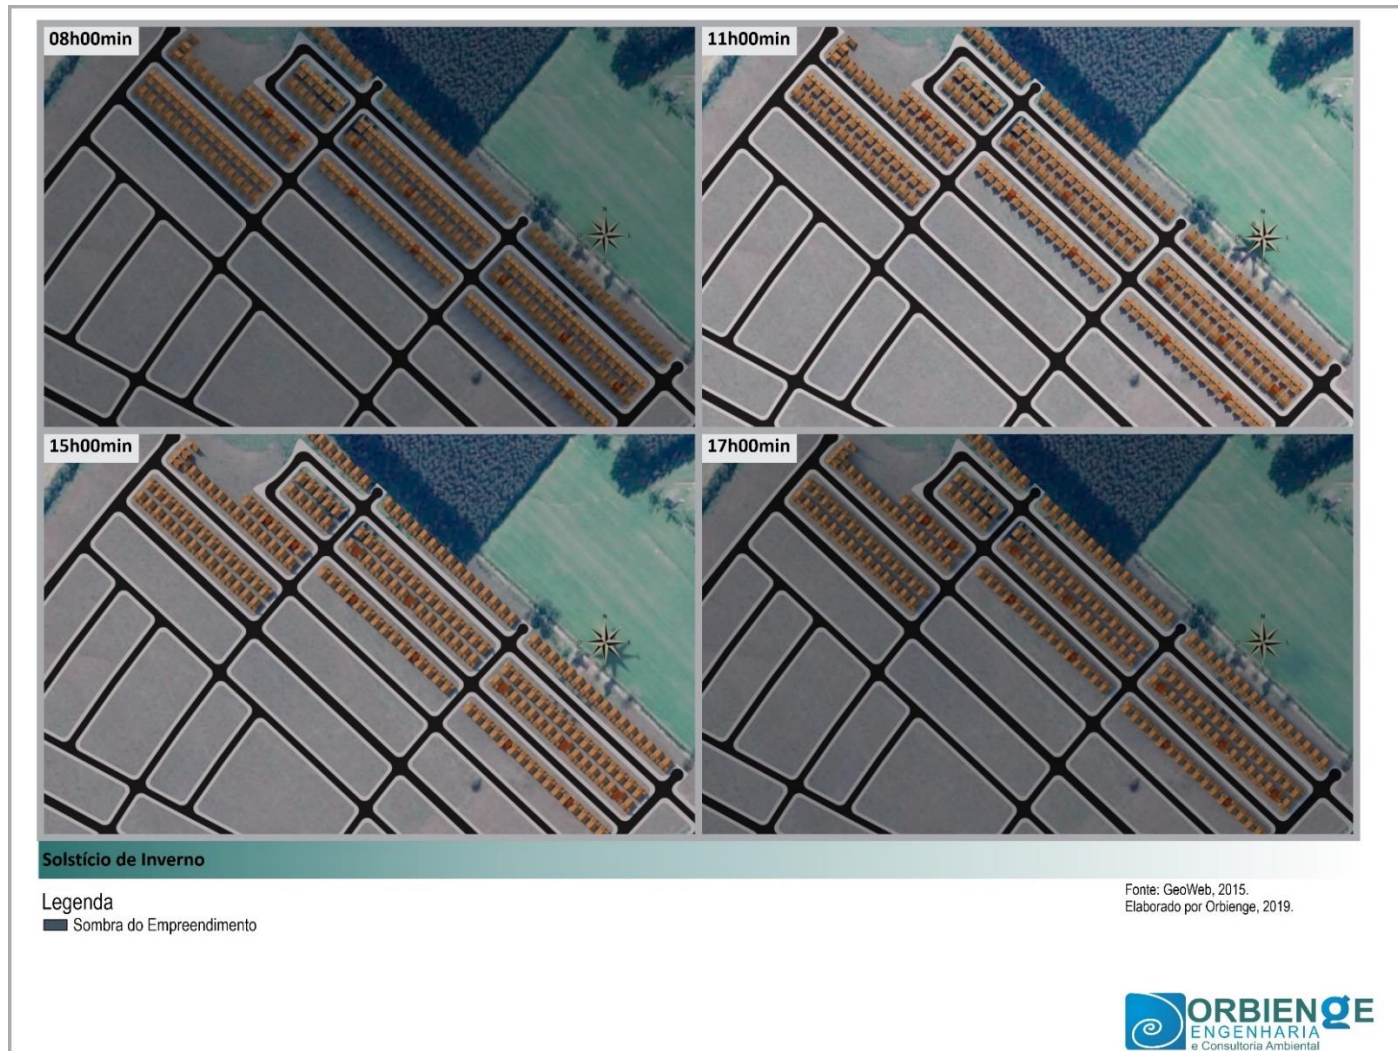 08h00min
11h00min
15h00min
17h00min
Solstício de Inverno
Legenda
Sombra do Empreendimento
Fonte: GeoWeb, 2015.
Elaborado por Orbienge, 2019.
ORBIENGE
ENGENHARIA
e Consultoria Ambiental